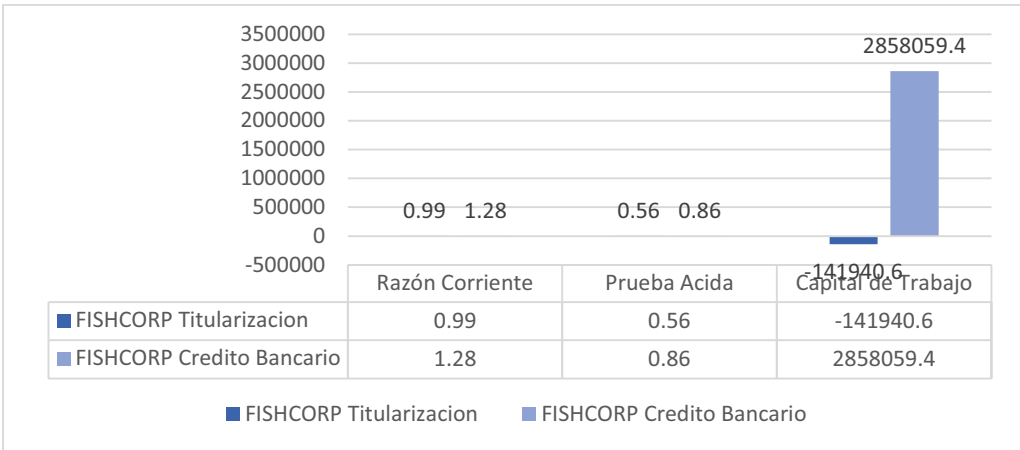 3500000
3000000
2500000
2000000
1500000
1000000
500000
0
-500000
2858059.4
0.99 1.28 0.56 0.86
-141940.6
Razón Corriente Prueba Acida Capital de Trabajo
FISHCORP Titularizacion 0.99 0.56 -141940.6
FISHCORP Credito Bancario 1.28 0.86 2858059.4
FISHCORP Titularizacion FISHCORP Credito Bancario